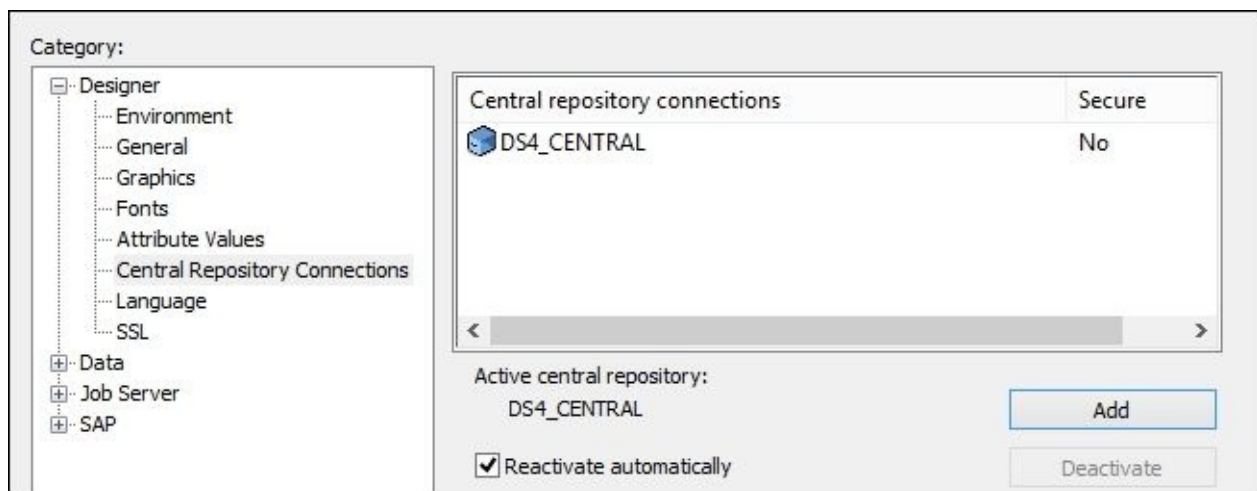 Category:
Designer
Environment
General
Graphics
Fonts
Attribute Values
Central Repository Connections
Language
SSL
Data
Job Server
SAP
Central repository connections Secure
DS4_CENTRAL No
Active central repository:
DS4_CENTRAL
Add
Reactivate automatically
Deactivate